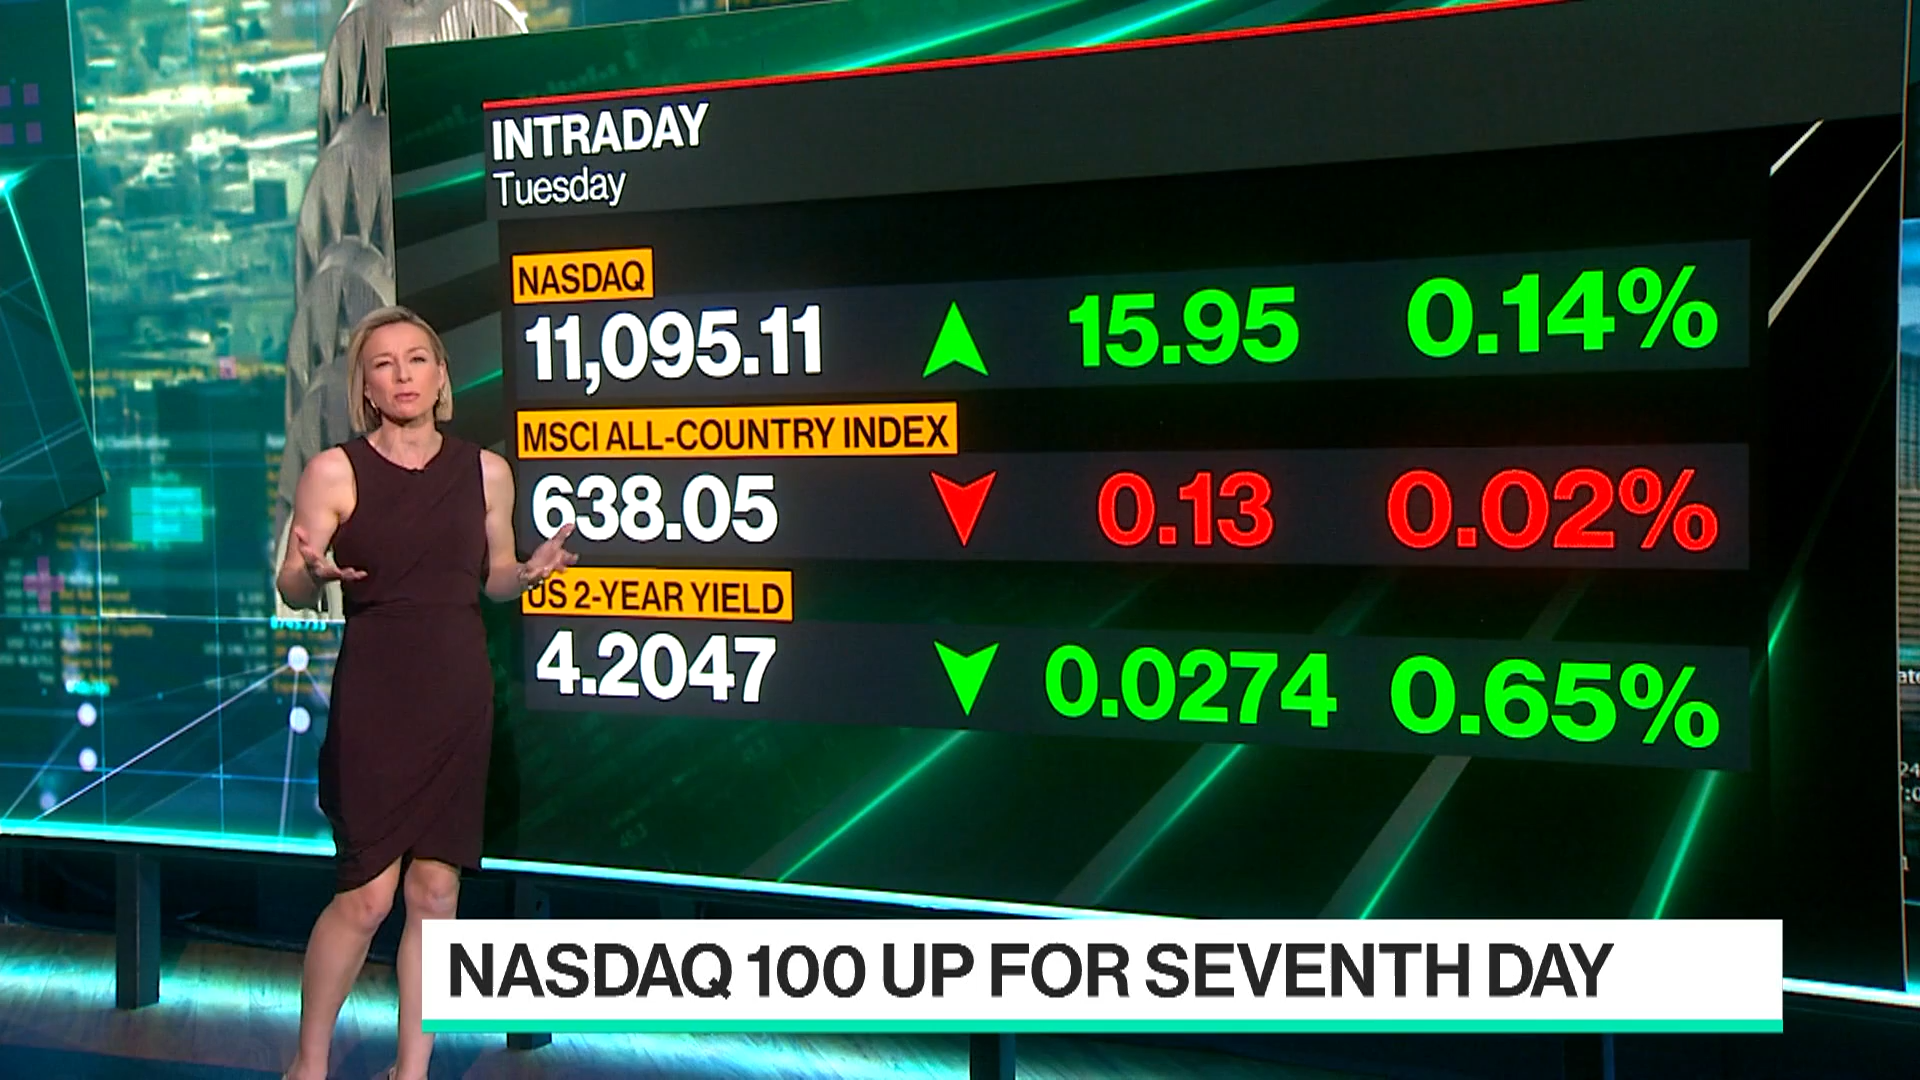 INTRADAY
Tuesday
NASDAQ
11,095.11 15.95 0.14%
MSCI ALL-COUNTRY INDEX
638.05 0.13 0.02%
US 2-YEAR YIELD
4.2047 0.0274 0.65%
NASDAQ 100 UP FOR SEVENTH DAY